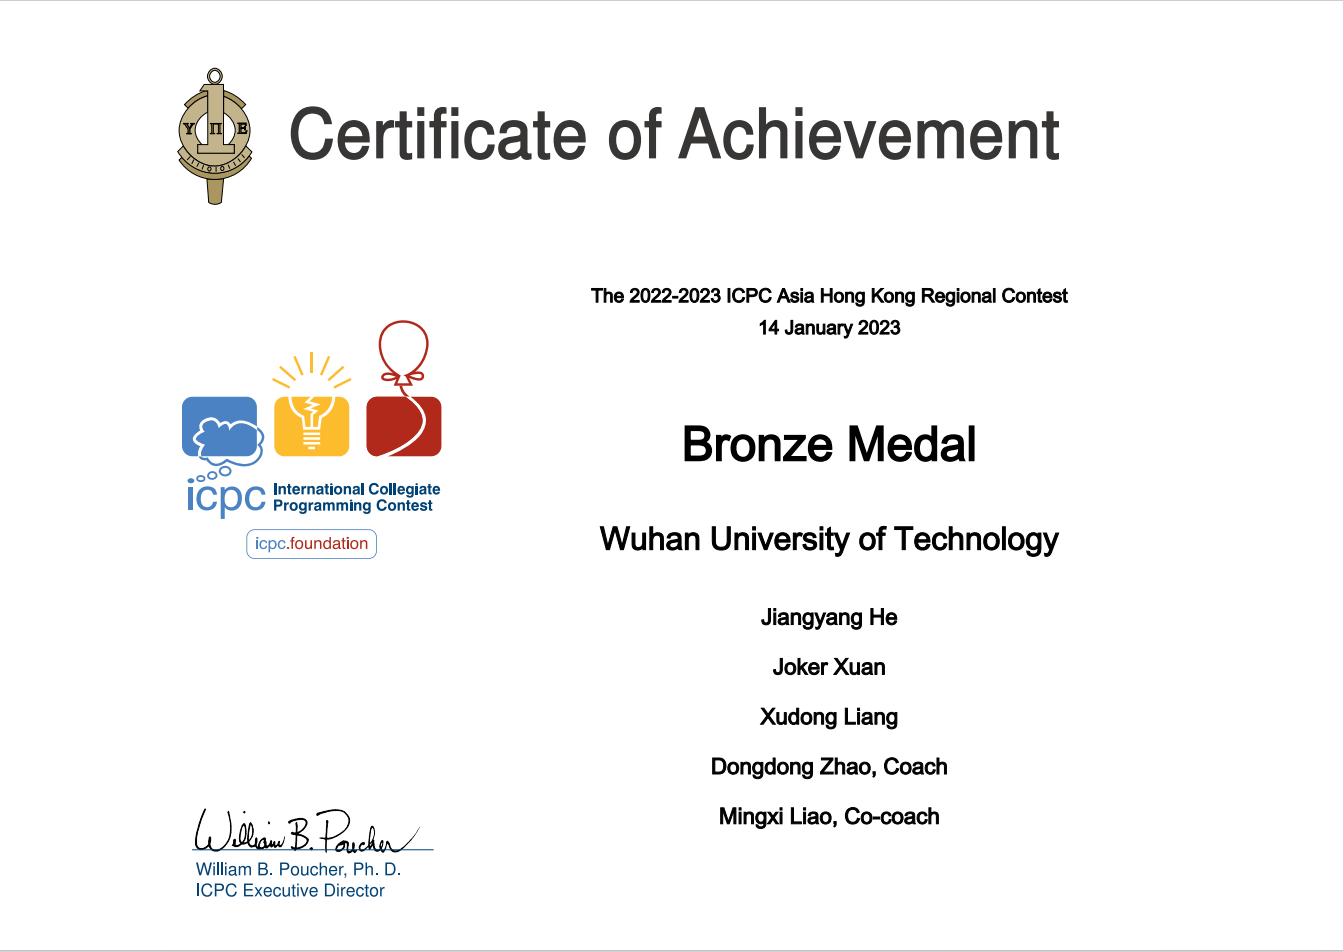 Certificate of Achievement
Υ Π Ε
The 2022-2023 ICPC Asia Hong Kong Regional Contest
14 January 2023
Bronze Medal
Wuhan University of Technology
Jiangyang He
Joker Xuan
Xudong Liang
Dongdong Zhao, Coach
Mingxi Liao, Co-coach
icpc International Collegiate
Programming Contest
icpc.foundation
William B. Poucher
William B. Poucher, Ph. D.
ICPC Executive Director